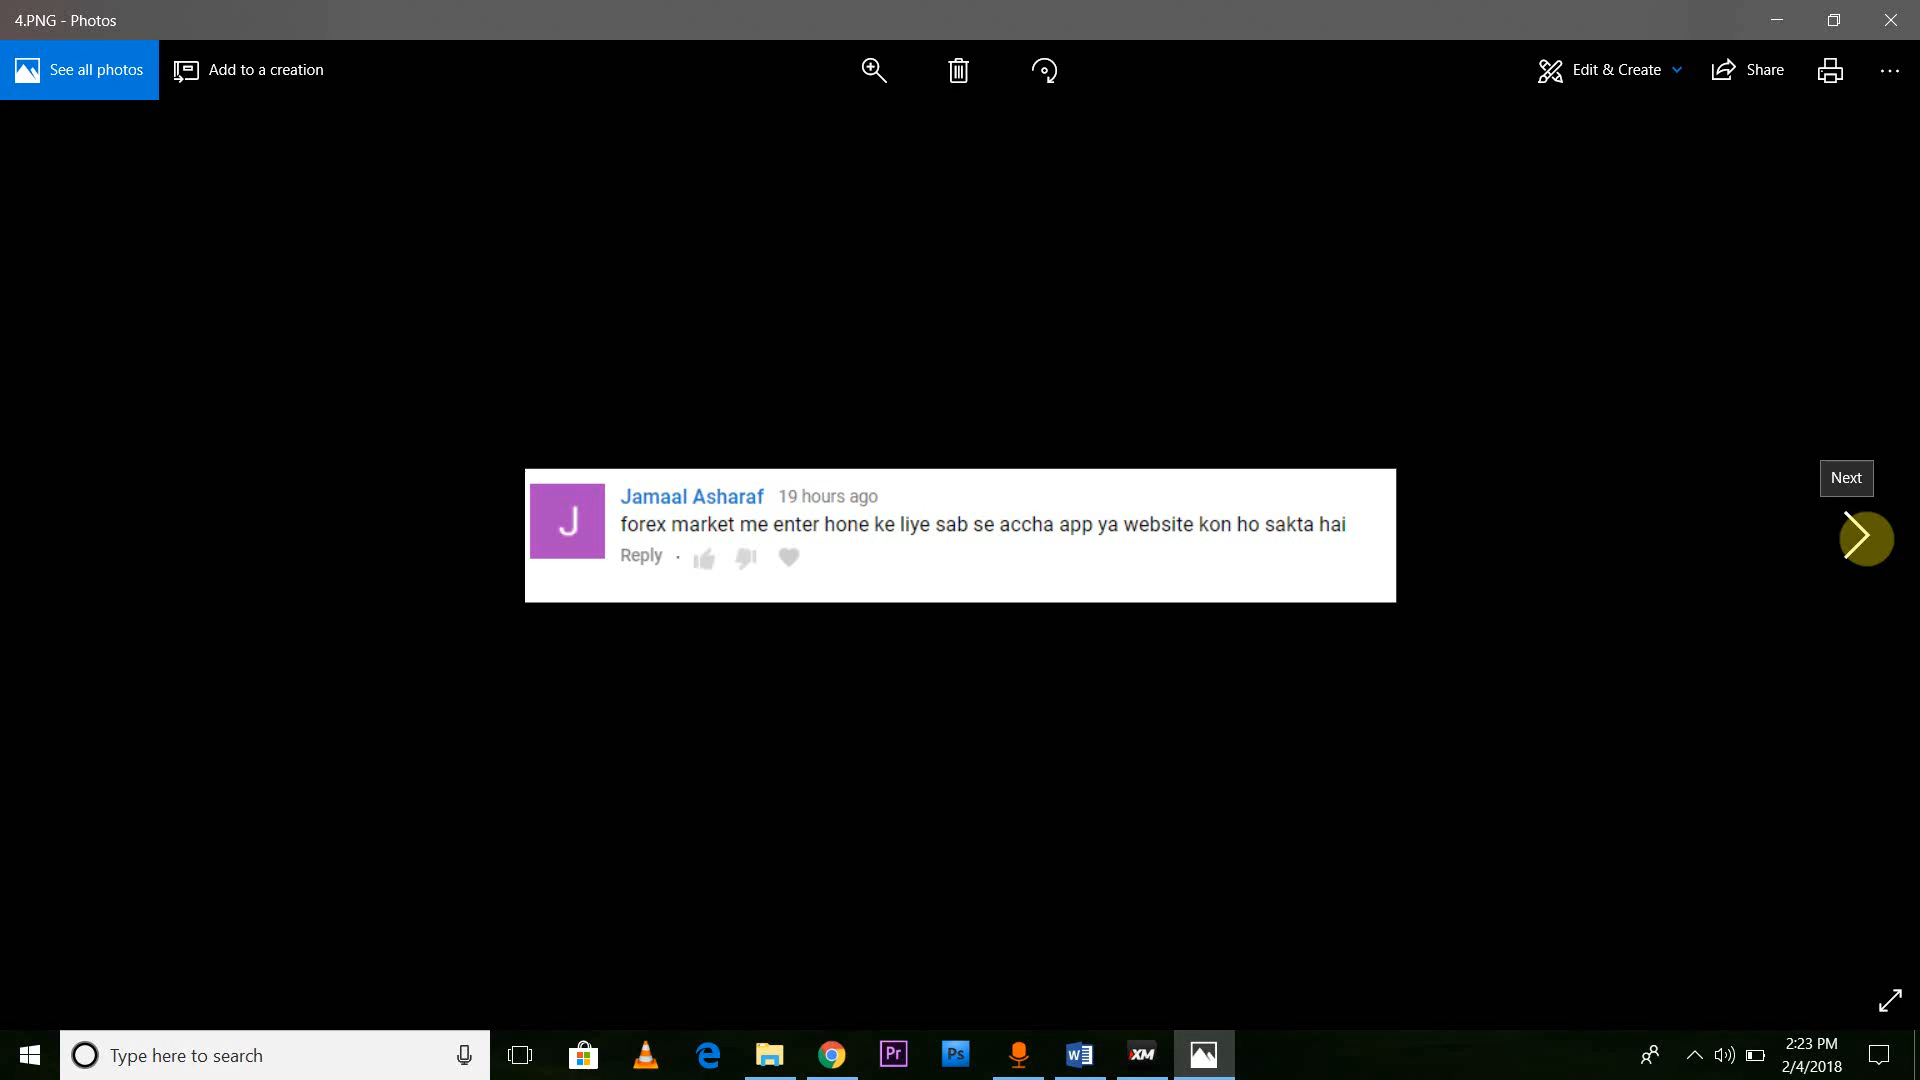 4.PNG - Photos
See all photos
Add to a creation
Edit & Create
Share
Next
J
Jamaal Asharaf 19 hours ago
forex market me enter hone ke liye sab se accha app ya website kon ho sakta hai
Reply ·
Type here to search
Pr
Ps
W
XM
2:23 PM
2/4/2018